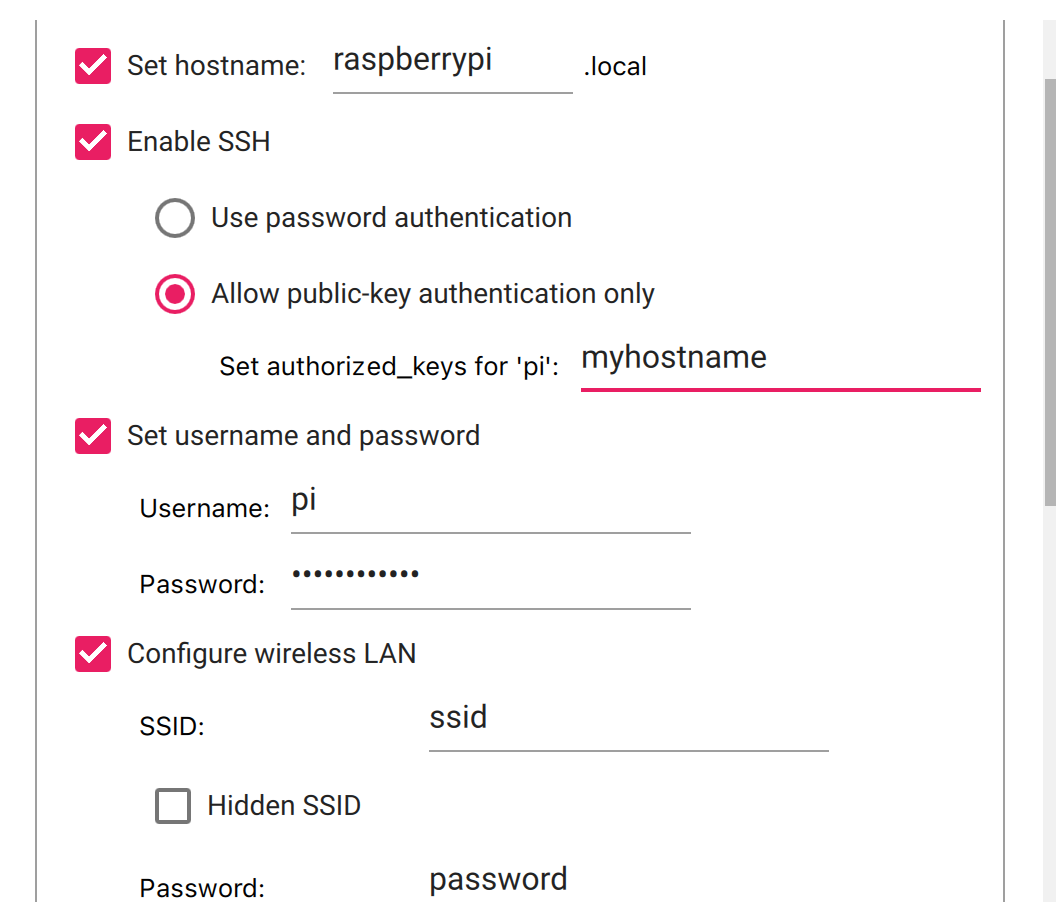 Set hostname: raspberrypi .local
Enable SSH
Use password authentication
Allow public-key authentication only
Set authorized_keys for 'pi': myhostname
Set username and password
Username: pi
Password: ••••••••••••
Configure wireless LAN
SSID: ssid
Hidden SSID
Password: password